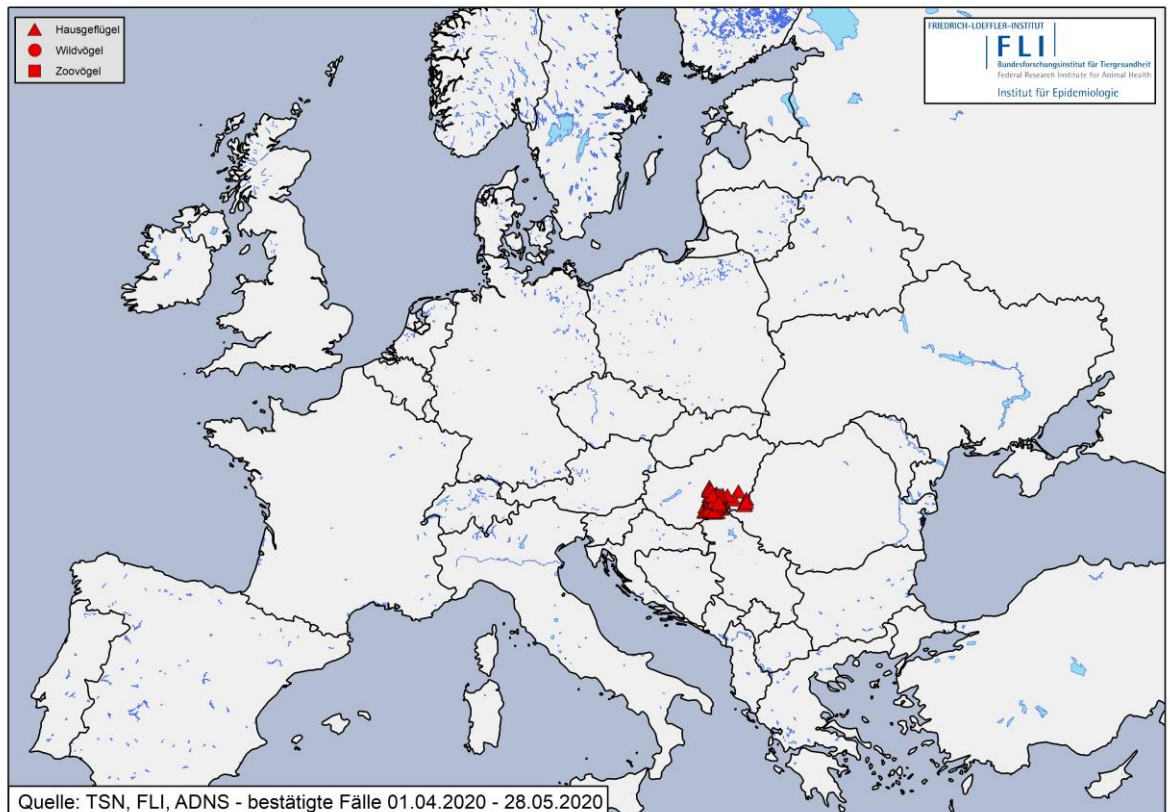 Hausgeflügel
Wildvögel
Zoovögel
FRIEDRICH-LOEFFLER-INSTITUT
FLI
Bundesforschungsinstitut für Tiergesundheit
Federal Research Institute for Animal Health
Institut für Epidemiologie
Quelle: TSN, FLI, ADNS - bestätigte Fälle 01.04.2020 - 28.05.2020